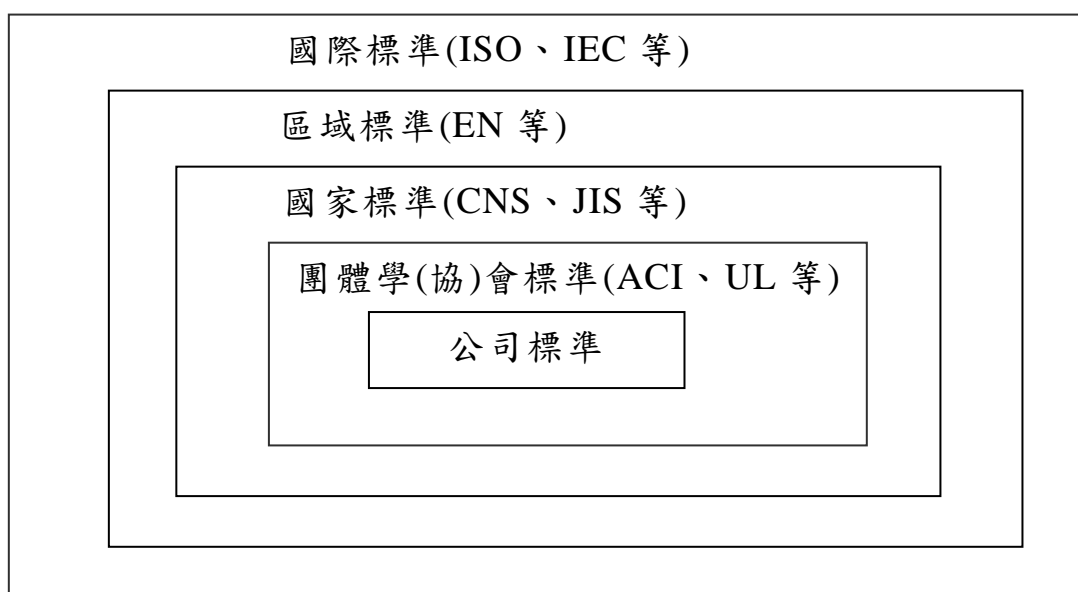 國際標準(ISO、IEC 等)
區域標準(EN 等)
國家標準(CNS、JIS 等)
團體學(協)會標準(ACI、UL 等)
公司標準